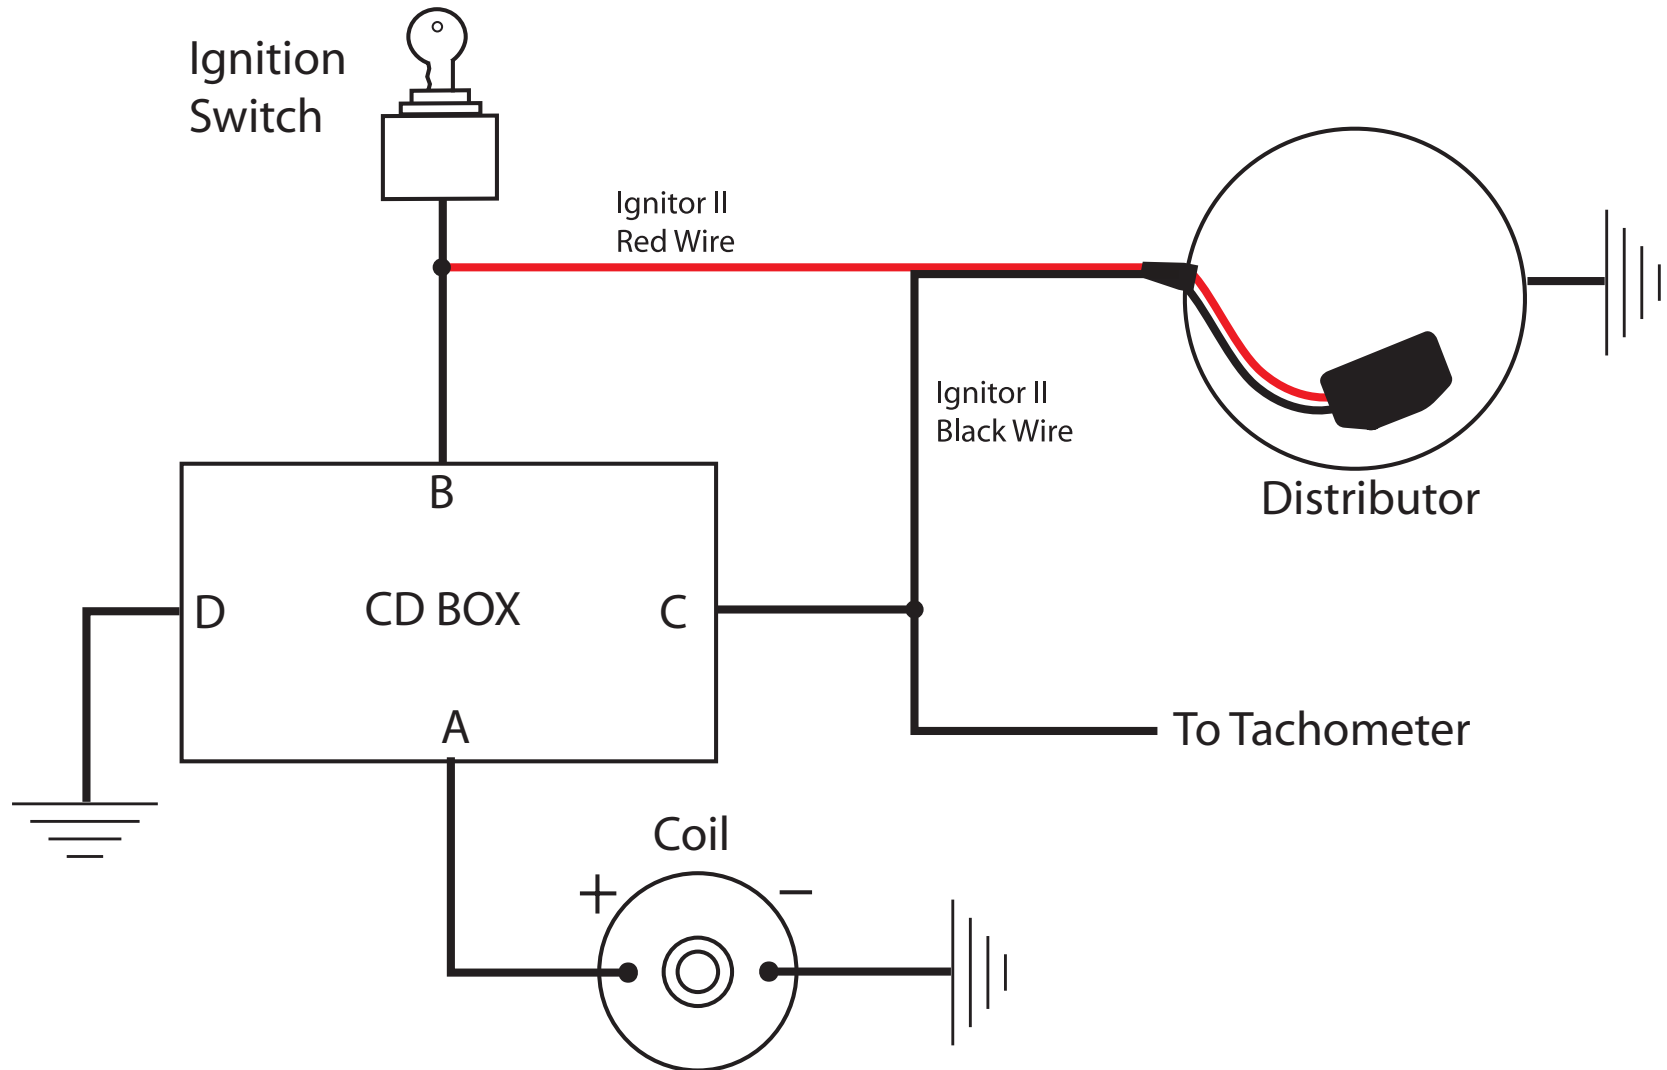 Ignition
Switch
Ignitor II
Red Wire
Ignitor II
Black Wire
Distributor
B
D
CD BOX
C
A
To Tachometer
Coil
+
−